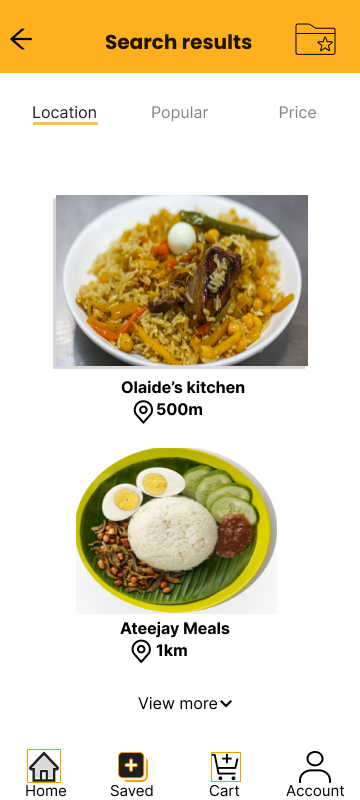 Search results
Location Popular Price
Olaide’s kitchen
500m
Ateejay Meals
1km
View more
Home Saved Cart Account